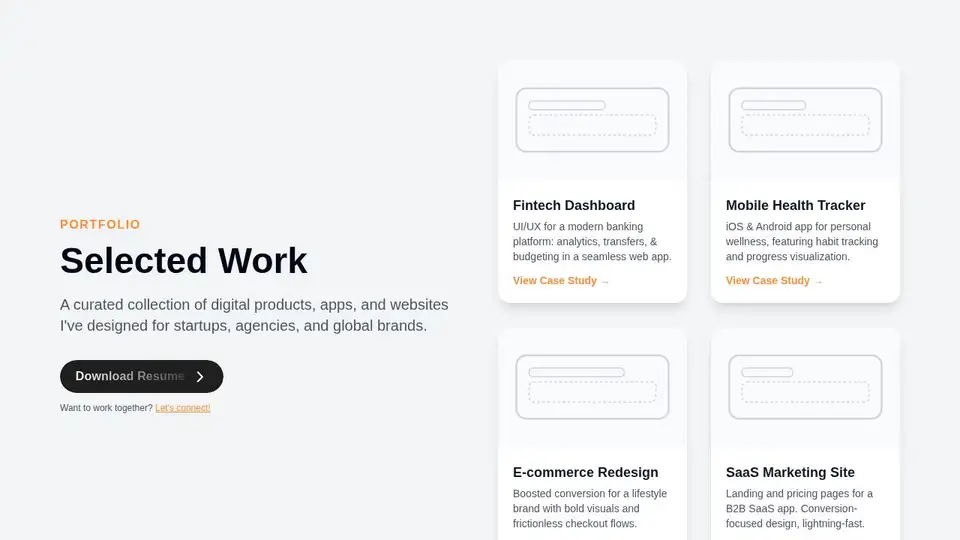 PORTFOLIO
Selected Work
A curated collection of digital products, apps, and websites
I've designed for startups, agencies, and global brands.
Download Resume
Want to work together? Let's connect!
Fintech Dashboard
UI/UX for a modern banking
platform: analytics, transfers, &
budgeting in a seamless web app.
View Case Study →
Mobile Health Tracker
iOS & Android app for personal
wellness, featuring habit tracking
and progress visualization.
View Case Study →
E-commerce Redesign
Boosted conversion for a lifestyle
brand with bold visuals and
frictionless checkout flows.
SaaS Marketing Site
Landing and pricing pages for a
B2B SaaS app. Conversion-
focused design, lightning-fast.